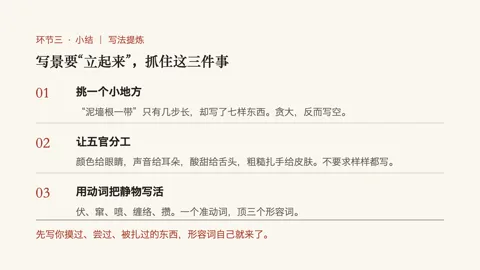 环节三 · 小结 | 写法提炼
写景要“立起来”，抓住这三件事
01 挑一个小地方
“泥墙根一带”只有几步长，却写了七样东西。贪大，反而写空。
02 让五官分工
颜色给眼睛，声音给耳朵，酸甜给舌头，粗糙扎手给皮肤。不要求样样都写。
03 用动词把静物写活
伏、窜、喷、缠络、攒。一个准动词，顶三个形容词。
先写你摸过、尝过、被扎过的东西，形容词自己就来了。